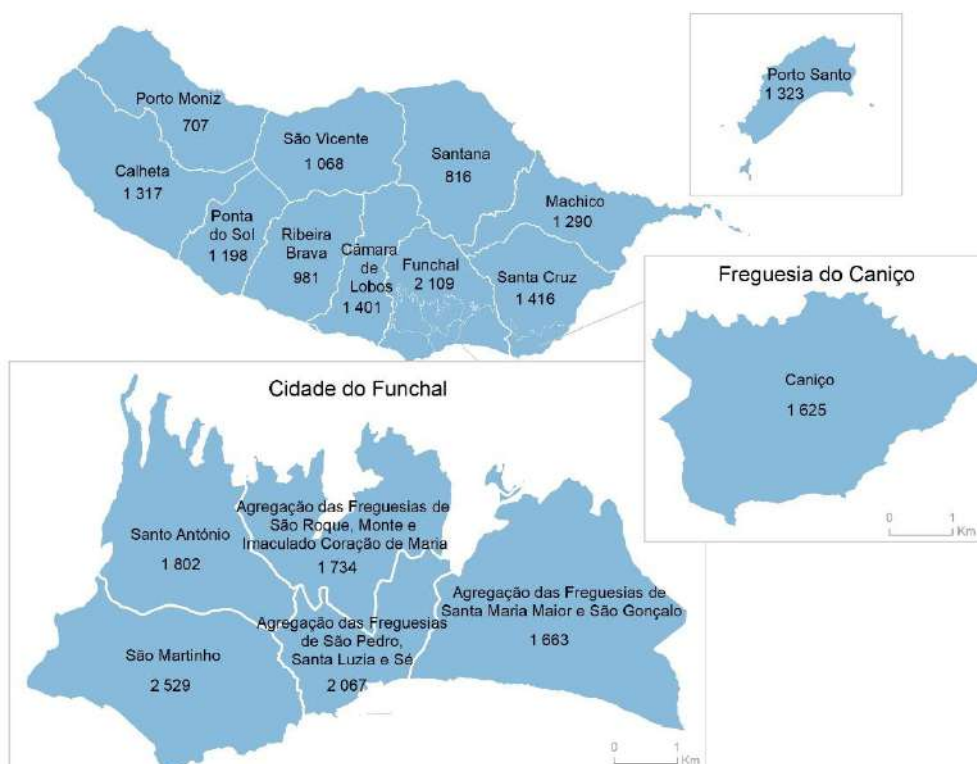 Porto Moniz
707
São Vicente
1 068
Santana
816
Porto Santo
1 323
Calheta
1 317
Ponta
do Sol
1 198
Ribeira
Brava
981
Câmara
de
Lobos
1 401
Funchal
2 109
Machico
1 290
Santa Cruz
1 416
Freguesia do Caniço
Caniço
1 625
0 1
Km
Cidade do Funchal
Santo António
1 802
Agregação das Freguesias de
São Roque, Monte e
Imaculado Coração de Maria
1 734
Agregação das Freguesias de
Santa Maria Maior e São Gonçalo
1 663
São Martinho
2 529
Agregação das Freguesias
de São Pedro,
Santa Luzia e Sé
2 067
0 1
Km